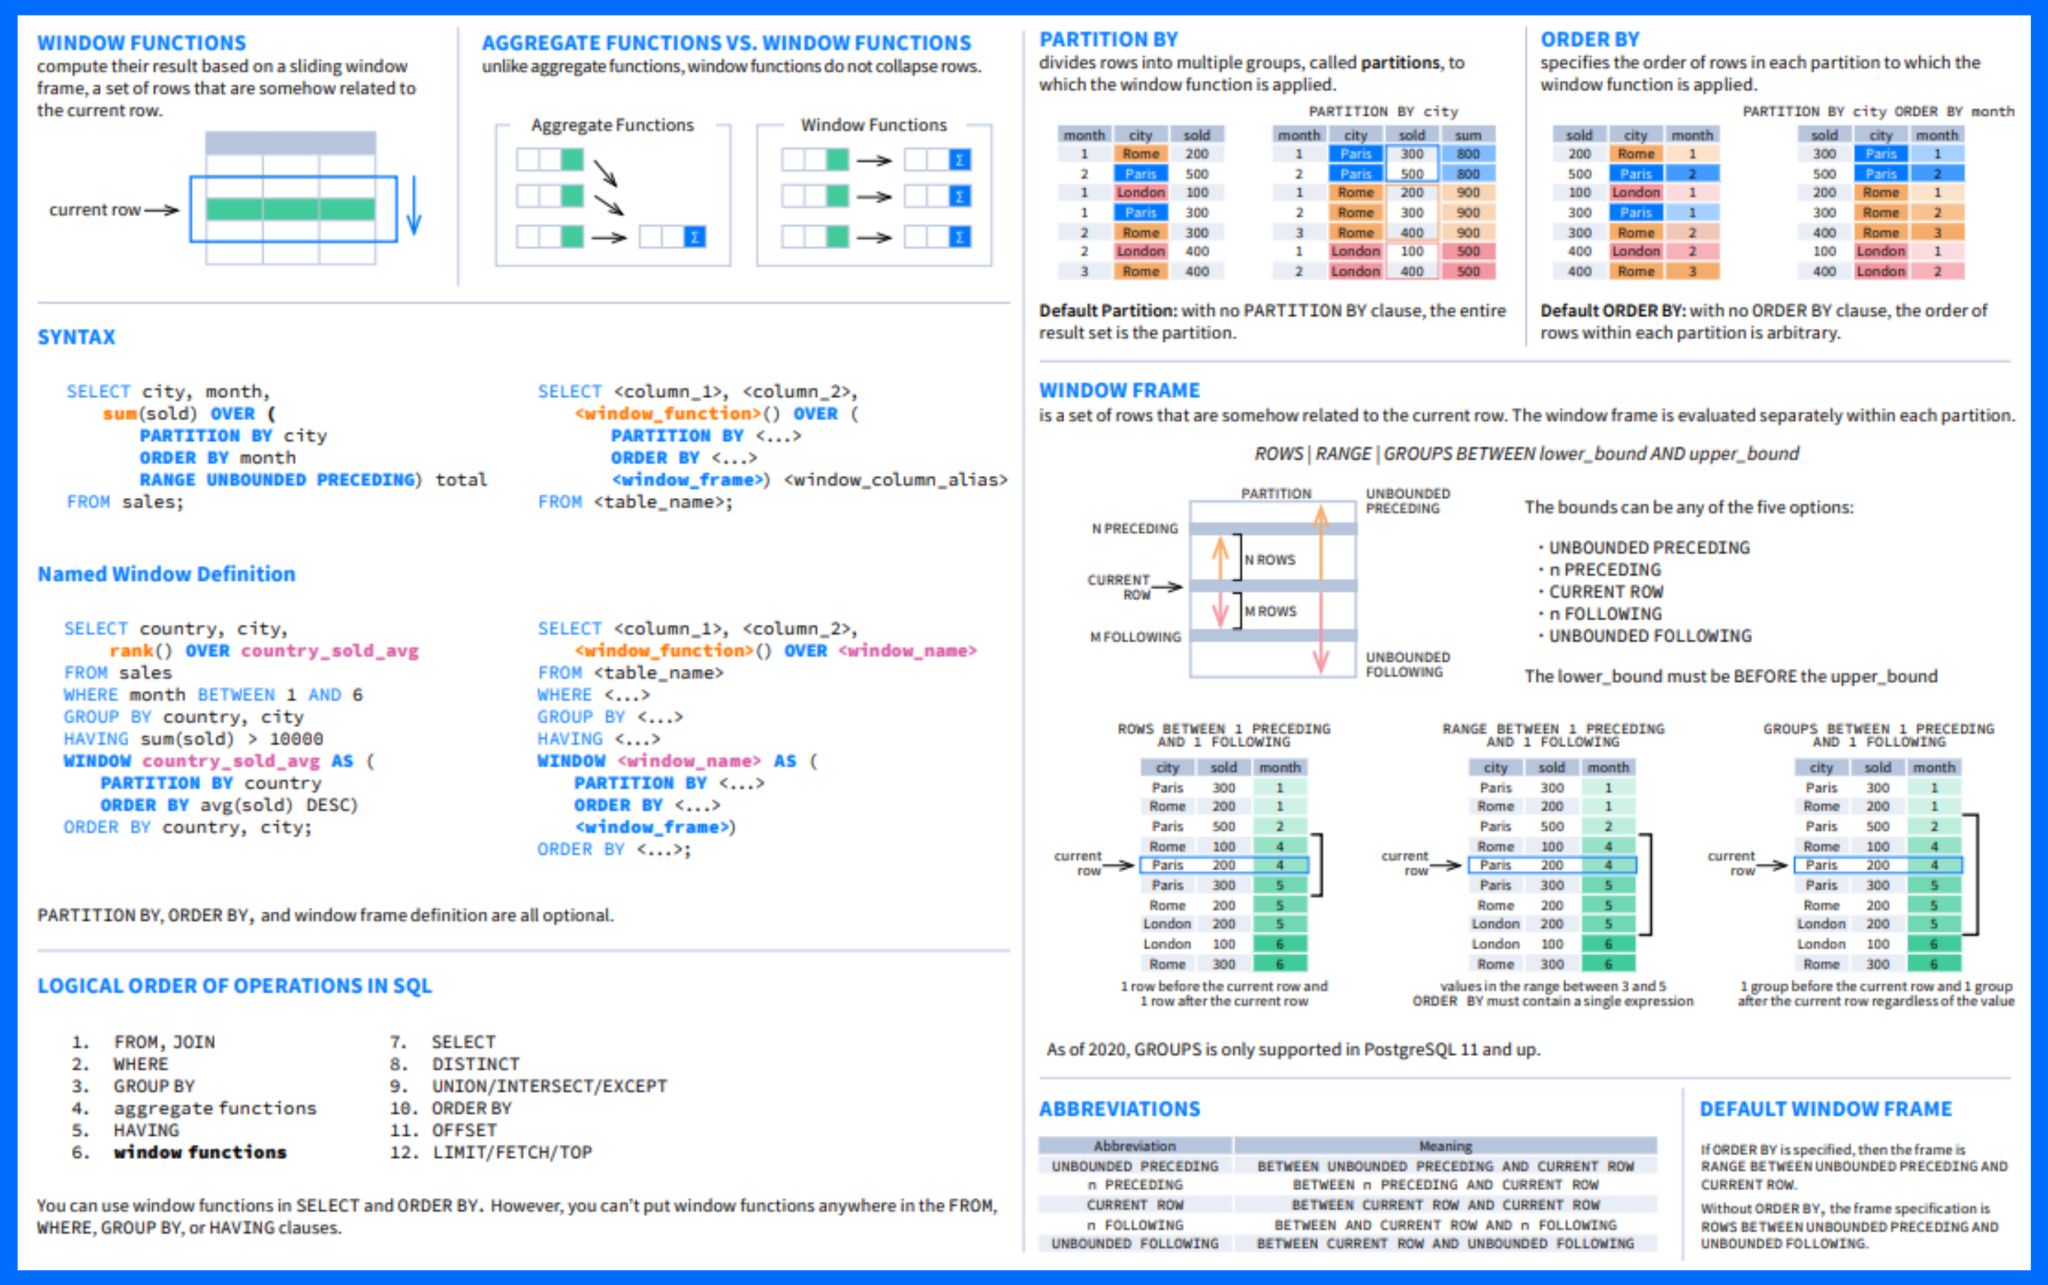 WINDOW FUNCTIONS
compute their result based on a sliding window
frame, a set of rows that are somehow related to
the current row.
current row
AGGREGATE FUNCTIONS VS. WINDOW FUNCTIONS
unlike aggregate functions, window functions do not collapse rows.
Aggregate Functions
Window Functions
Σ
Σ
Σ
Σ
SYNTAX
SELECT city, month,
sum(sold) OVER (
PARTITION BY city
ORDER BY month
RANGE UNBOUNDED PRECEDING) total
FROM sales;
SELECT <column_1>, <column_2>,
<window_function>() OVER (
PARTITION BY <...>
ORDER BY <...>
<window_frame>) <window_column_alias>
FROM <table_name>;
Named Window Definition
SELECT country, city,
rank() OVER country_sold_avg
FROM sales
WHERE month BETWEEN 1 AND 6
GROUP BY country, city
HAVING sum(sold) > 10000
WINDOW country_sold_avg AS (
PARTITION BY country
ORDER BY avg(sold) DESC)
ORDER BY country, city;
SELECT <column_1>, <column_2>,
<window_function>() OVER <window_name>
FROM <table_name>
WHERE <...>
GROUP BY <...>
HAVING <...>
WINDOW <window_name> AS (
PARTITION BY <...>
ORDER BY <...>
<window_frame>)
ORDER BY <...>;
PARTITION BY, ORDER BY, and window frame definition are all optional.
LOGICAL ORDER OF OPERATIONS IN SQL
1. FROM, JOIN
2. WHERE
3. GROUP BY
4. aggregate functions
5. HAVING
6. window functions
7. SELECT
8. DISTINCT
9. UNION/INTERSECT/EXCEPT
10. ORDER BY
11. OFFSET
12. LIMIT/FETCH/TOP
You can use window functions in SELECT and ORDER BY. However, you can't put window functions anywhere in the FROM,
WHERE, GROUP BY, or HAVING clauses.
PARTITION BY
divides rows into multiple groups, called partitions, to
which the window function is applied.
month city sold
1 Rome 200
2 Paris 500
1 London 100
1 Paris 300
2 Rome 300
2 London 400
3 Rome 400
PARTITION BY city
month city sold sum
1 Paris 300 800
2 Paris 500 800
1 Rome 200 900
2 Rome 300 900
3 Rome 400 900
1 London 100 500
2 London 400 500
Default Partition: with no PARTITION BY clause, the entire
result set is the partition.
ORDER BY
specifies the order of rows in each partition to which the
window function is applied.
sold city month
200 Rome 1
500 Paris 2
100 London 1
300 Paris 1
300 Rome 2
400 London 2
400 Rome 3
PARTITION BY city ORDER BY month
sold city month
300 Paris 1
500 Paris 2
200 Rome 1
300 Rome 2
400 Rome 3
100 London 1
400 London 2
Default ORDER BY: with no ORDER BY clause, the order of
rows within each partition is arbitrary.
WINDOW FRAME
is a set of rows that are somehow related to the current row. The window frame is evaluated separately within each partition.
ROWS | RANGE | GROUPS BETWEEN lower_bound AND upper_bound
PARTITION
UNBOUNDED
PRECEDING
N PRECEDING
N ROWS
CURRENT
ROW
M ROWS
M FOLLOWING
UNBOUNDED
FOLLOWING
The bounds can be any of the five options:
· UNBOUNDED PRECEDING
· n PRECEDING
· CURRENT ROW
· n FOLLOWING
· UNBOUNDED FOLLOWING
The lower_bound must be BEFORE the upper_bound
ROWS BETWEEN 1 PRECEDING
AND 1 FOLLOWING
city sold month
Paris 300 1
Rome 200 1
Paris 500 2
Rome 100 4
current
row
Paris 200 4
Paris 300 5
Rome 200 5
London 200 5
London 100 6
Rome 300 6
1 row before the current row and
1 row after the current row
RANGE BETWEEN 1 PRECEDING
AND 1 FOLLOWING
city sold month
Paris 300 1
Rome 200 1
Paris 500 2
Rome 100 4
current
row
Paris 200 4
Paris 300 5
Rome 200 5
London 200 5
London 100 6
Rome 300 6
values in the range between 3 and 5
ORDER BY must contain a single expression
GROUPS BETWEEN 1 PRECEDING
AND 1 FOLLOWING
city sold month
Paris 300 1
Rome 200 1
Paris 500 2
Rome 100 4
current
row
Paris 200 4
Paris 300 5
Rome 200 5
London 200 5
London 100 6
Rome 300 6
1 group before the current row and 1 group
after the current row regardless of the value
As of 2020, GROUPS is only supported in PostgreSQL 11 and up.
ABBREVIATIONS
Abbreviation Meaning
UNBOUNDED PRECEDING BETWEEN UNBOUNDED PRECEDING AND CURRENT ROW
n PRECEDING BETWEEN n PRECEDING AND CURRENT ROW
CURRENT ROW BETWEEN CURRENT ROW AND CURRENT ROW
n FOLLOWING BETWEEN AND CURRENT ROW AND n FOLLOWING
UNBOUNDED FOLLOWING BETWEEN CURRENT ROW AND UNBOUNDED FOLLOWING
DEFAULT WINDOW FRAME
If ORDER BY is specified, then the frame is
RANGE BETWEEN UNBOUNDED PRECEDING AND
CURRENT ROW.
Without ORDER BY, the frame specification is
ROWS BETWEEN UNBOUNDED PRECEDING AND
UNBOUNDED FOLLOWING.